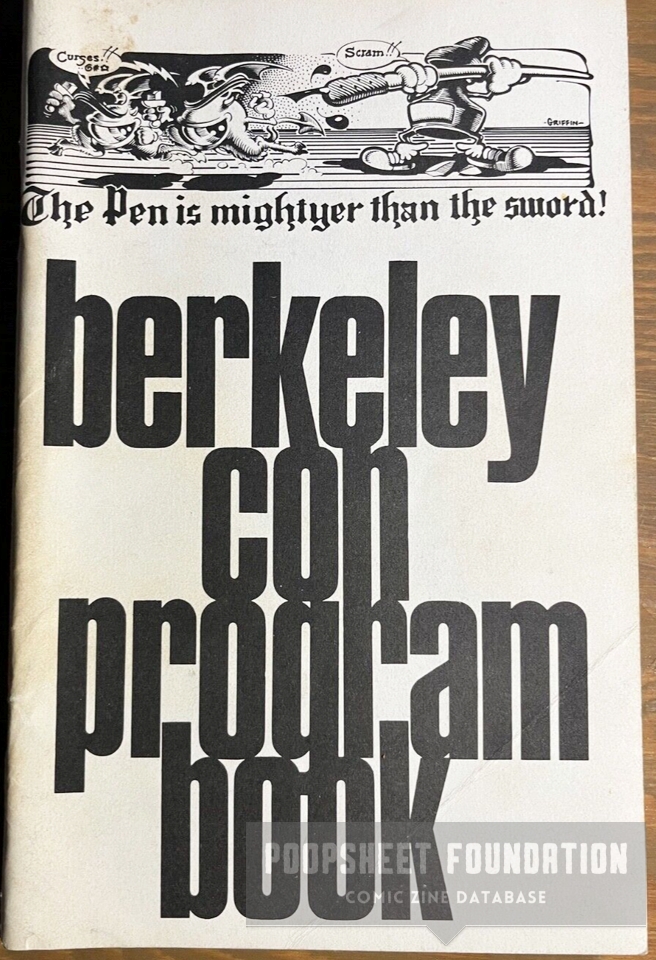 Curses!!
G#☆
Scram!!
-GRIFFIN-
The Pen is mightyer than the sword!
berkeley
con
program
book
POOPSHEET FOUNDATION
COMIC ZINE DATABASE